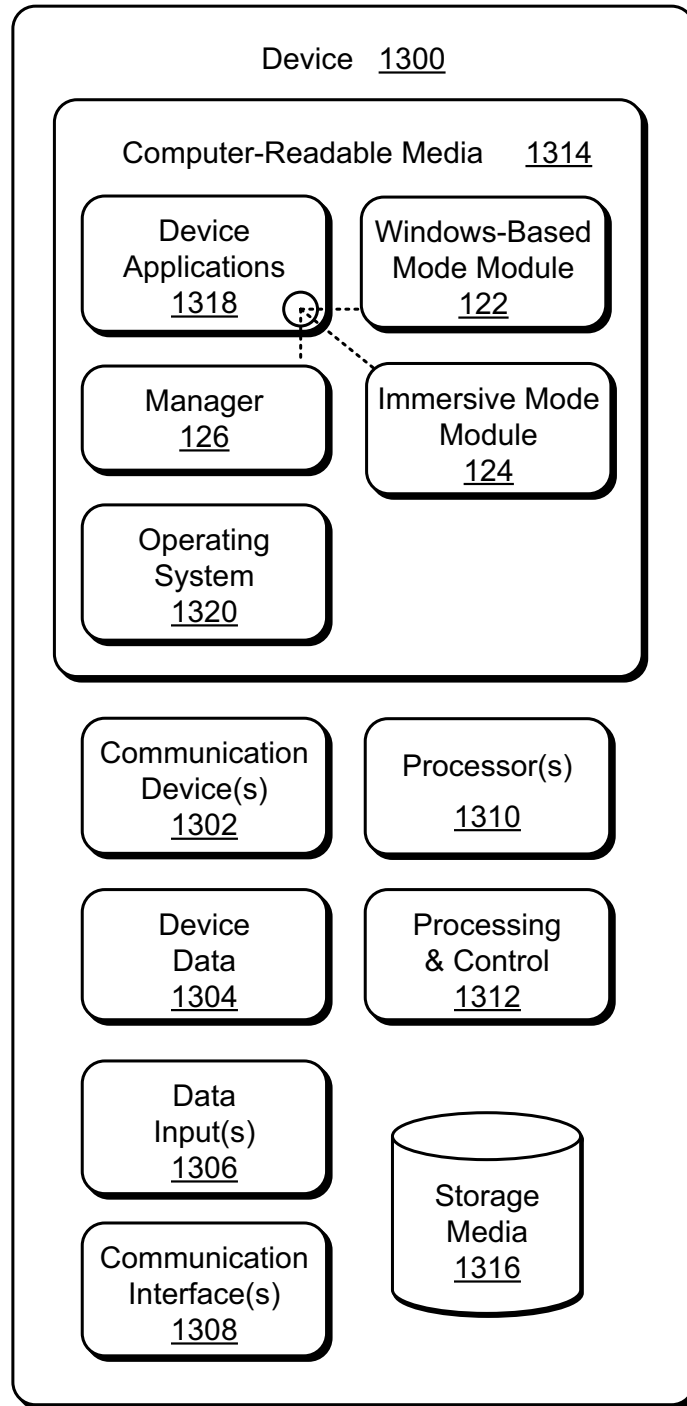 Device 1300
Computer-Readable Media 1314
Device
Applications
1318
Windows-Based
Mode Module
122
Manager
126
Immersive Mode
Module
124
Operating
System
1320
Communication
Device(s)
1302
Processor(s)
1310
Device
Data
1304
Processing
& Control
1312
Data
Input(s)
1306
Storage
Media
1316
Communication
Interface(s)
1308